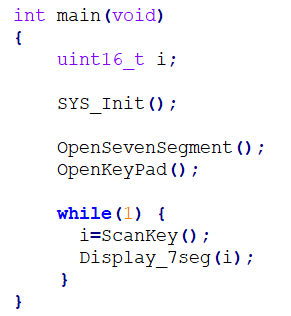 int main(void)
{
    uint16_t i;

    SYS_Init();

    OpenSevenSegment();
    OpenKeyPad();

    while(1) {
      i=ScanKey();
      Display_7seg(i);
    }
}